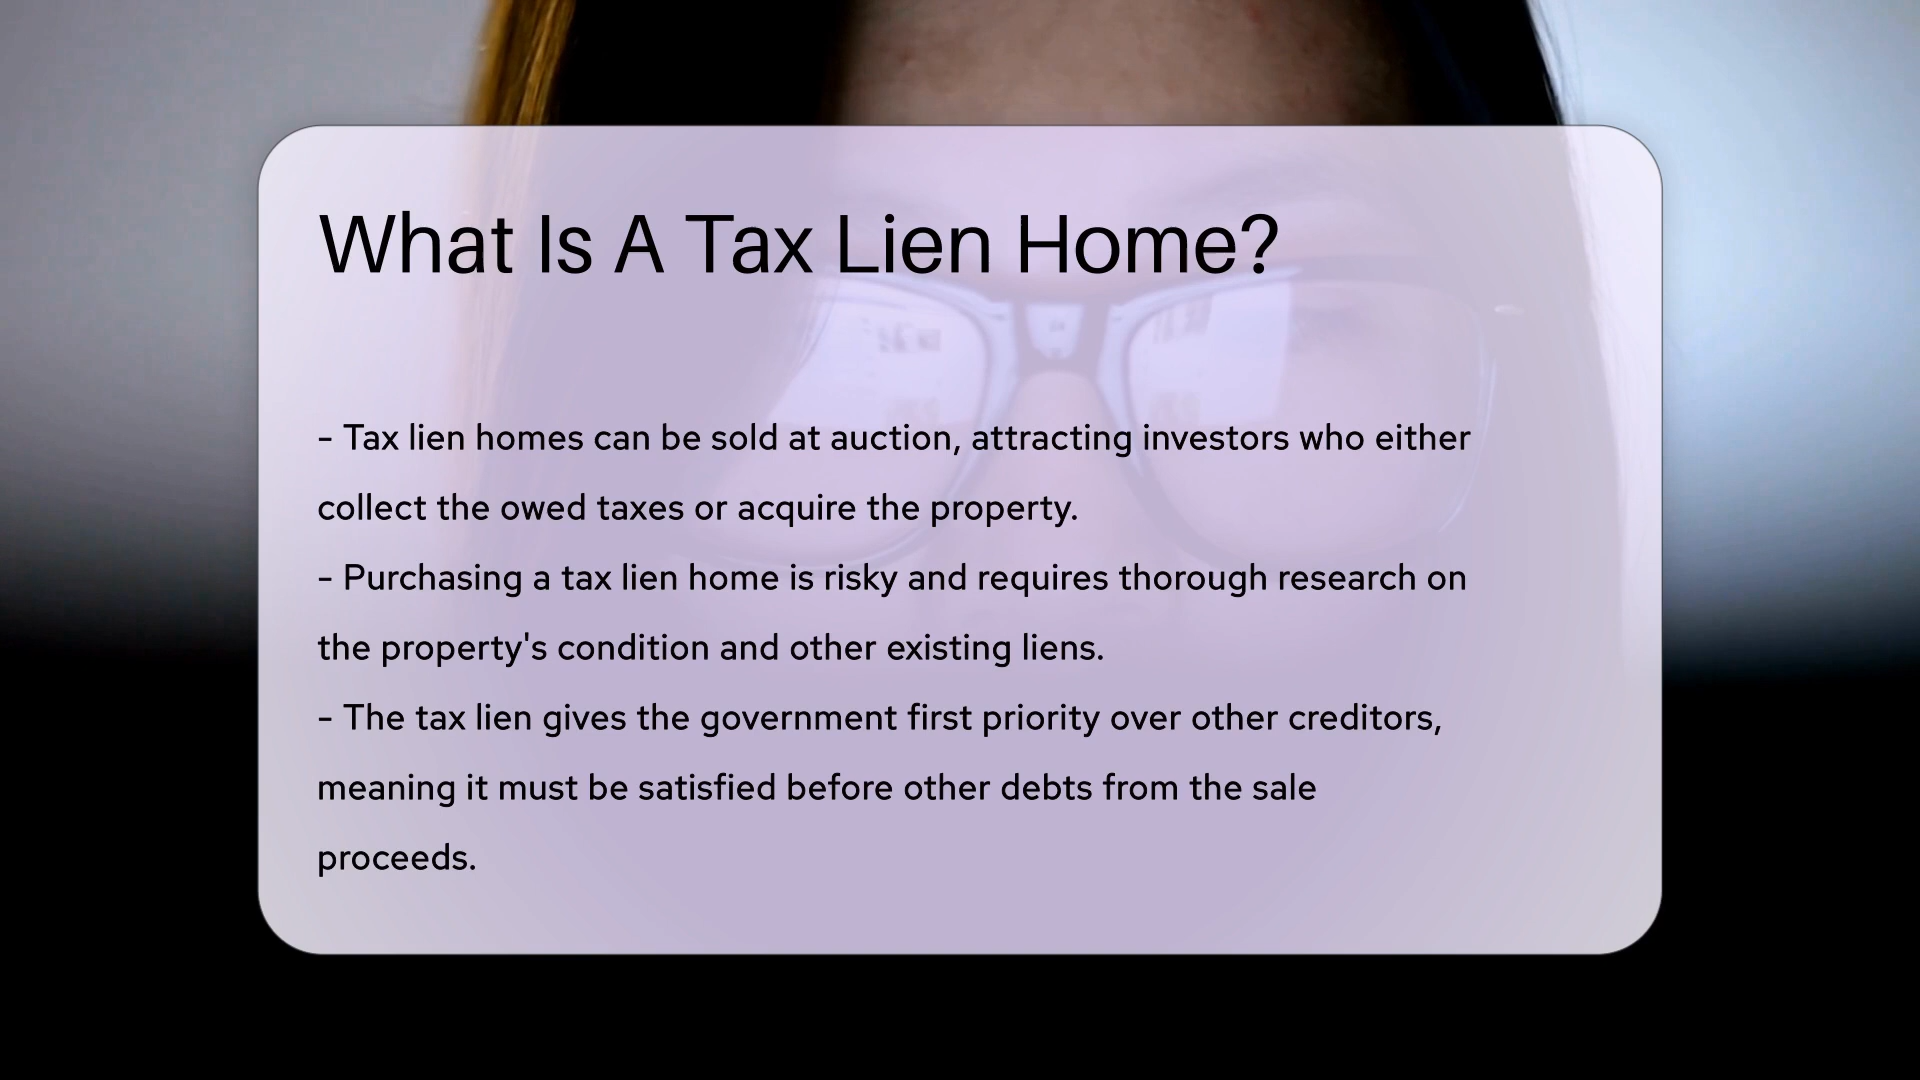 What Is A Tax Lien Home?
- Tax lien homes can be sold at auction, attracting investors who either
collect the owed taxes or acquire the property.
- Purchasing a tax lien home is risky and requires thorough research on
the property's condition and other existing liens.
- The tax lien gives the government first priority over other creditors,
meaning it must be satisfied before other debts from the sale
proceeds.